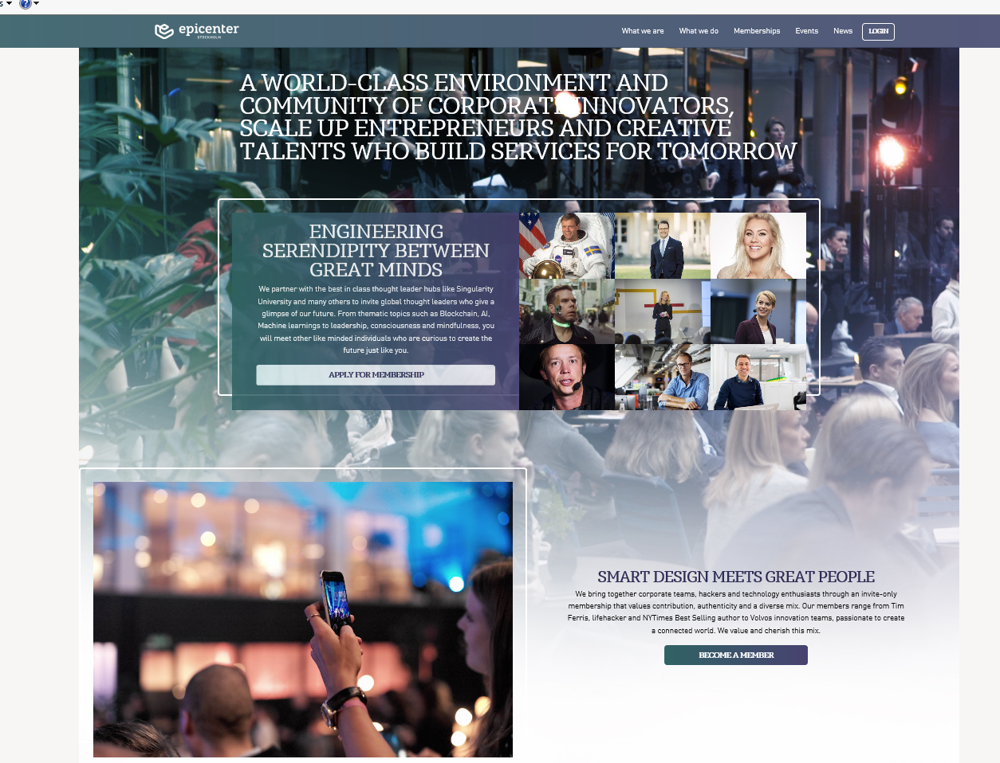 epicenter
STOCKHOLM
What we are
What we do
Memberships
Events
News
LOGIN
A WORLD-CLASS ENVIRONMENT AND
COMMUNITY OF CORPORATE INNOVATORS,
SCALE UP ENTREPRENEURS AND CREATIVE
TALENTS WHO BUILD SERVICES FOR TOMORROW
ENGINEERING
SERENDIPITY BETWEEN
GREAT MINDS
We partner with the best in class thought leader hubs like Singularity
University and many others to invite global thought leaders who give a
glimpse of our future. From thematic topics such as Blockchain, AI,
Machine learnings to leadership, consciousness and mindfulness, you
will meet other like minded individuals who are curious to create the
future just like you.
APPLY FOR MEMBERSHIP
SMART DESIGN MEETS GREAT PEOPLE
We bring together corporate teams, hackers and technology enthusiasts through an invite-only
membership that values contribution, authenticity and a diverse mix. Our members range from Tim
Ferris, lifehacker and NYTimes Best Selling author to Volvos innovation teams, passionate to create
a connected world. We value and cherish this mix.
BECOME A MEMBER